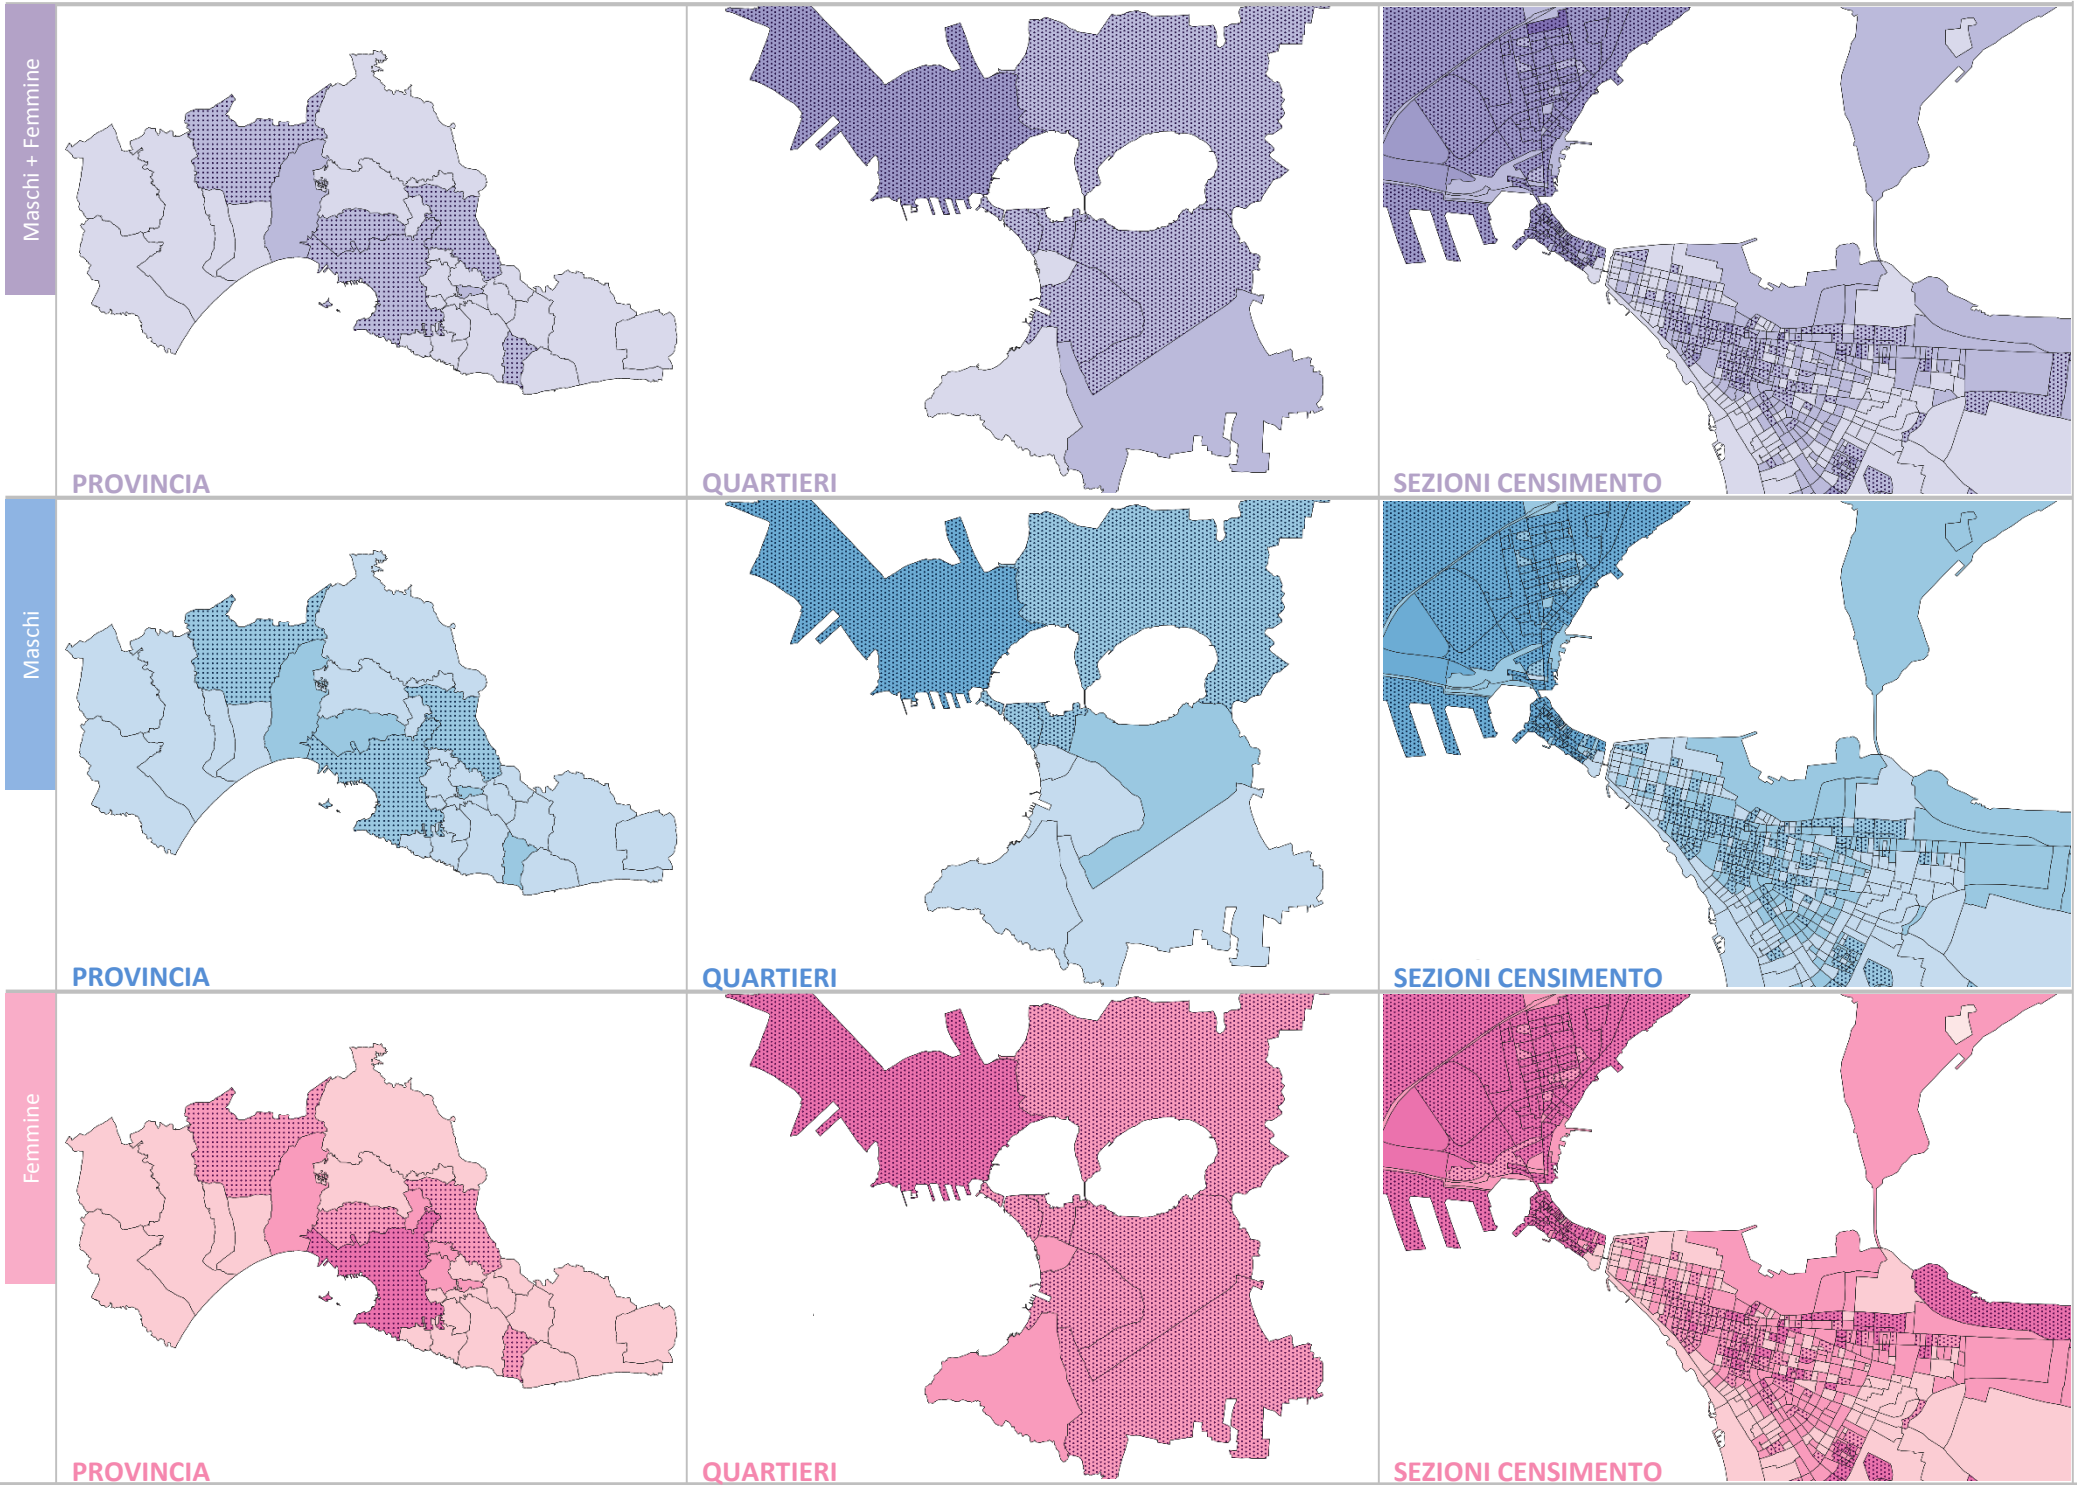 Maschi + Femmine
PROVINCIA
QUARTIERI
SEZIONI CENSIMENTO
Maschi
PROVINCIA
QUARTIERI
SEZIONI CENSIMENTO
Femmine
PROVINCIA
QUARTIERI
SEZIONI CENSIMENTO